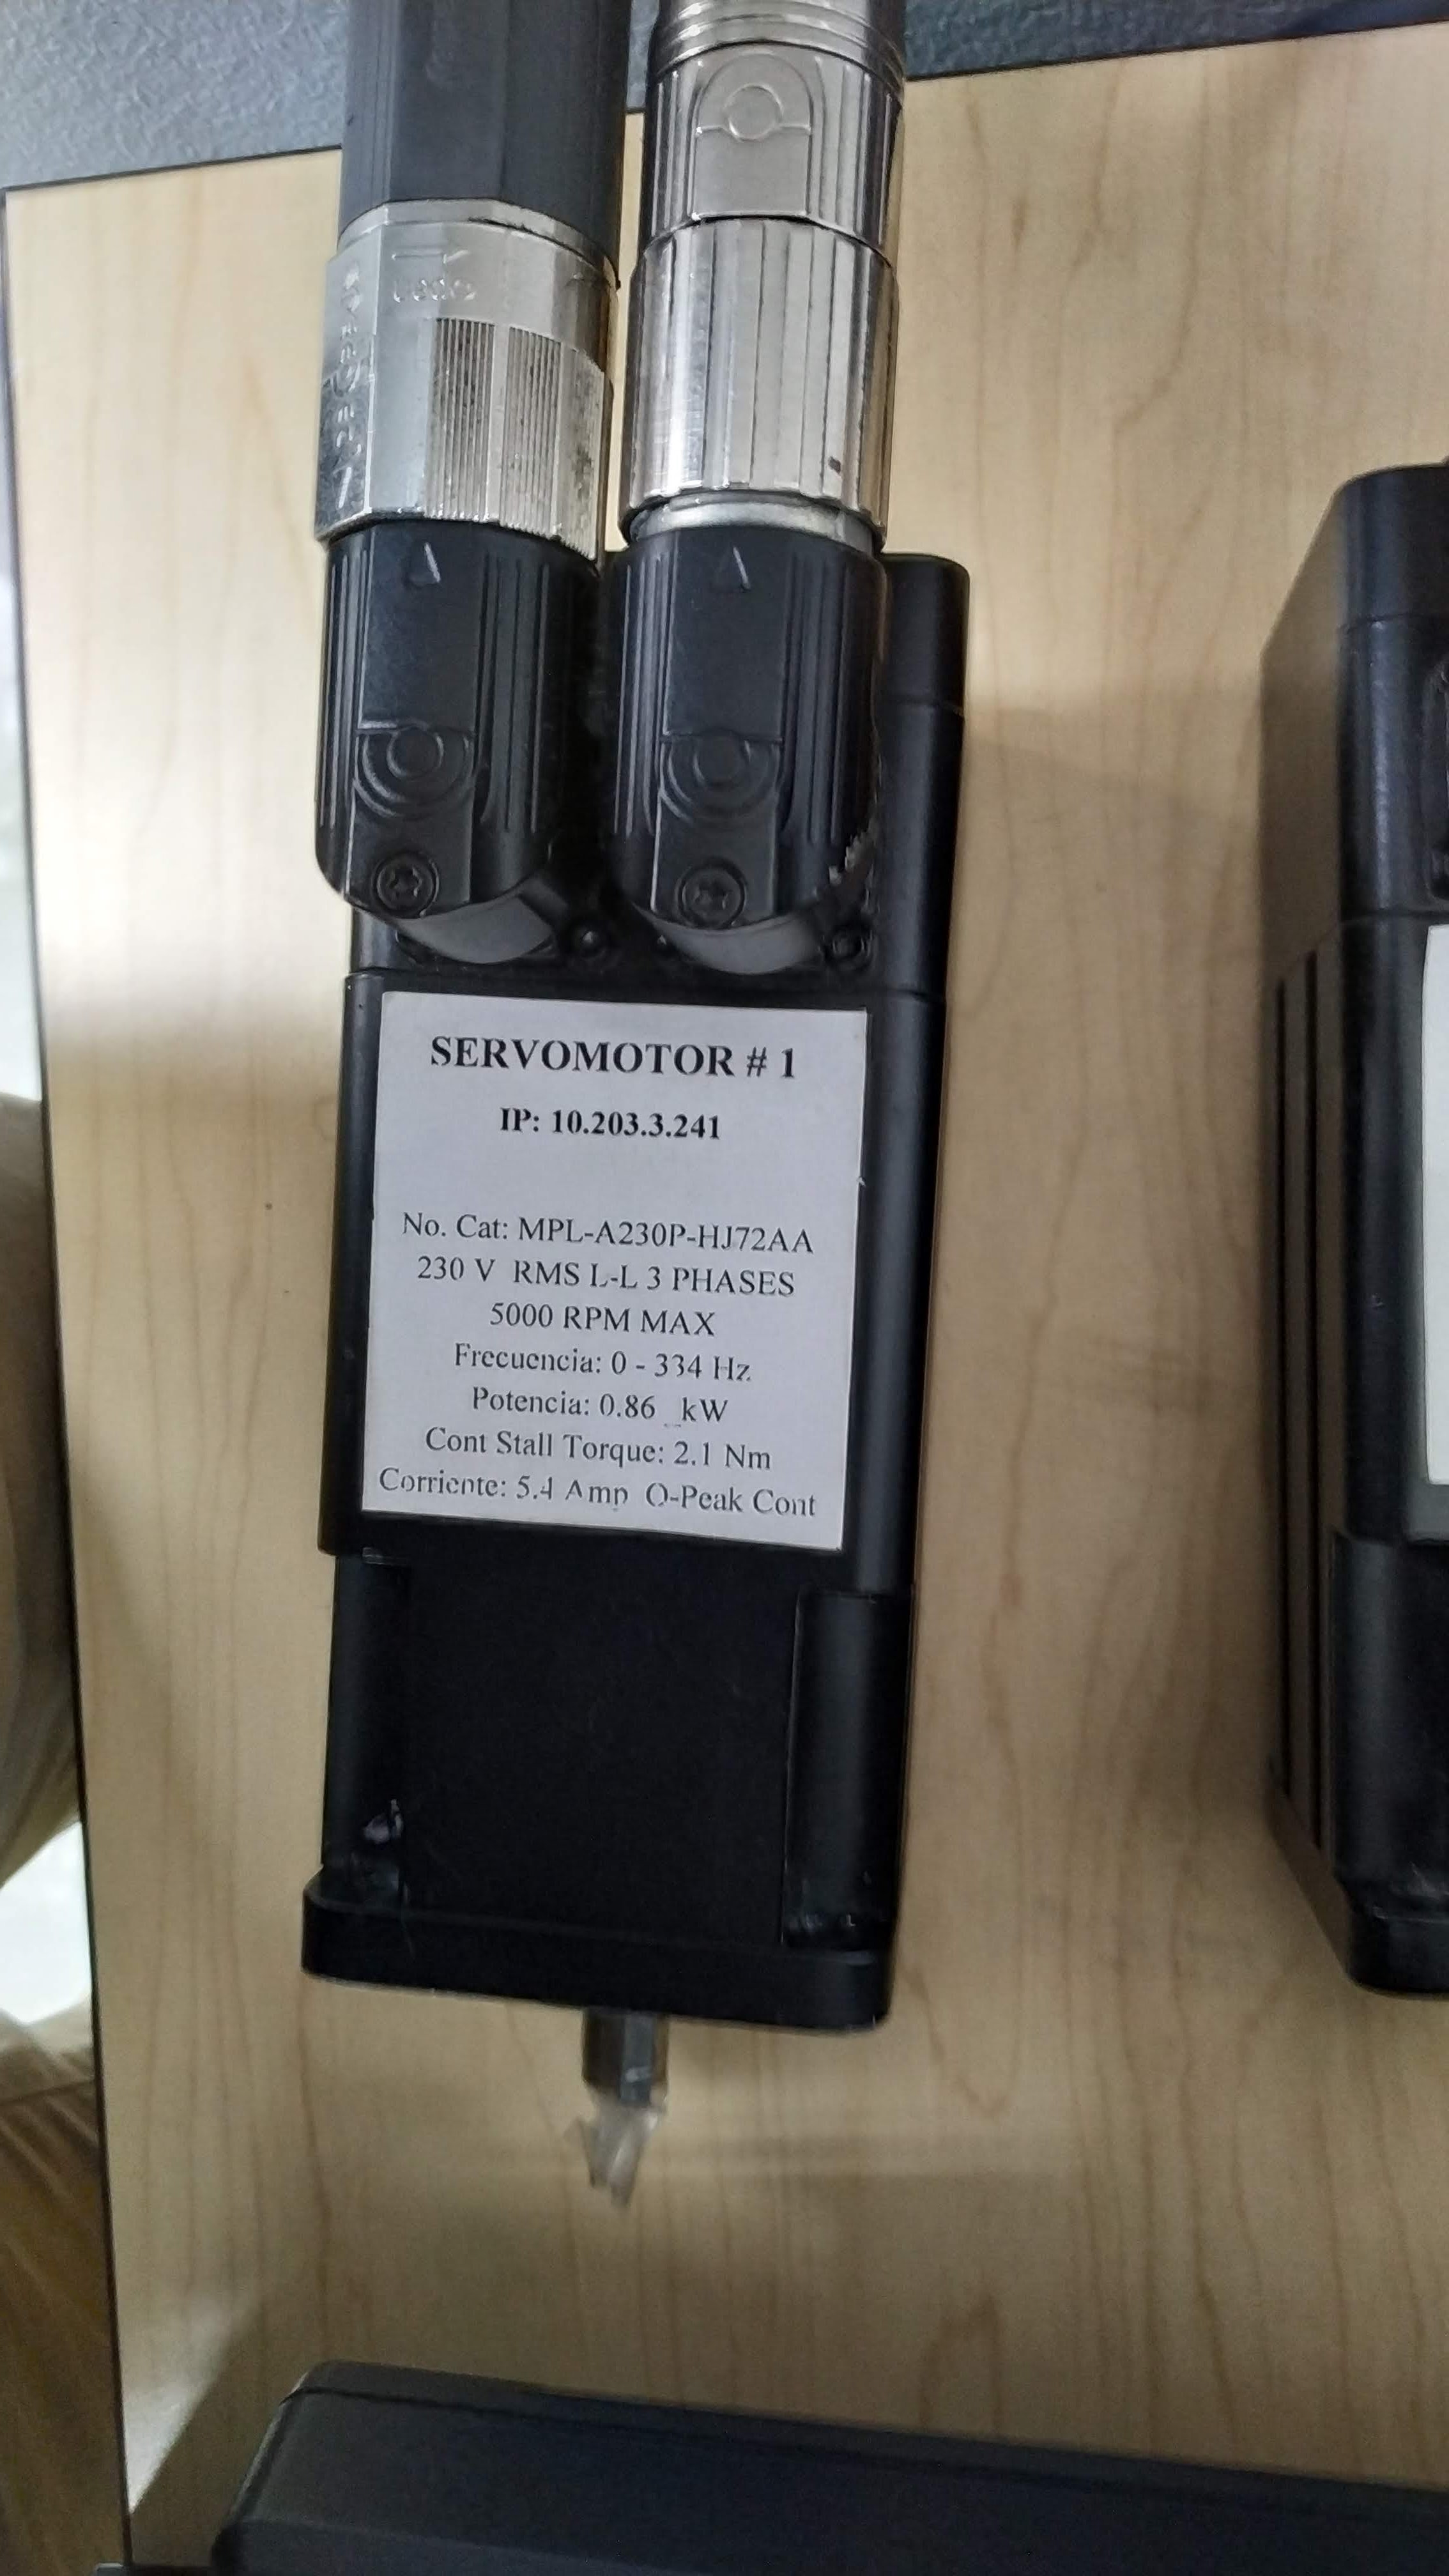 SERVOMOTOR # 1
IP: 10.203.3.241
No. Cat: MPL-A230P-HJ72AA
230 V RMS L-L 3 PHASES
5000 RPM MAX
Frecuencia: 0 - 334 Hz
Potencia: 0.86 _kW
Cont Stall Torque: 2.1 Nm
Corriente: 5.4 Amp O-Peak Cont